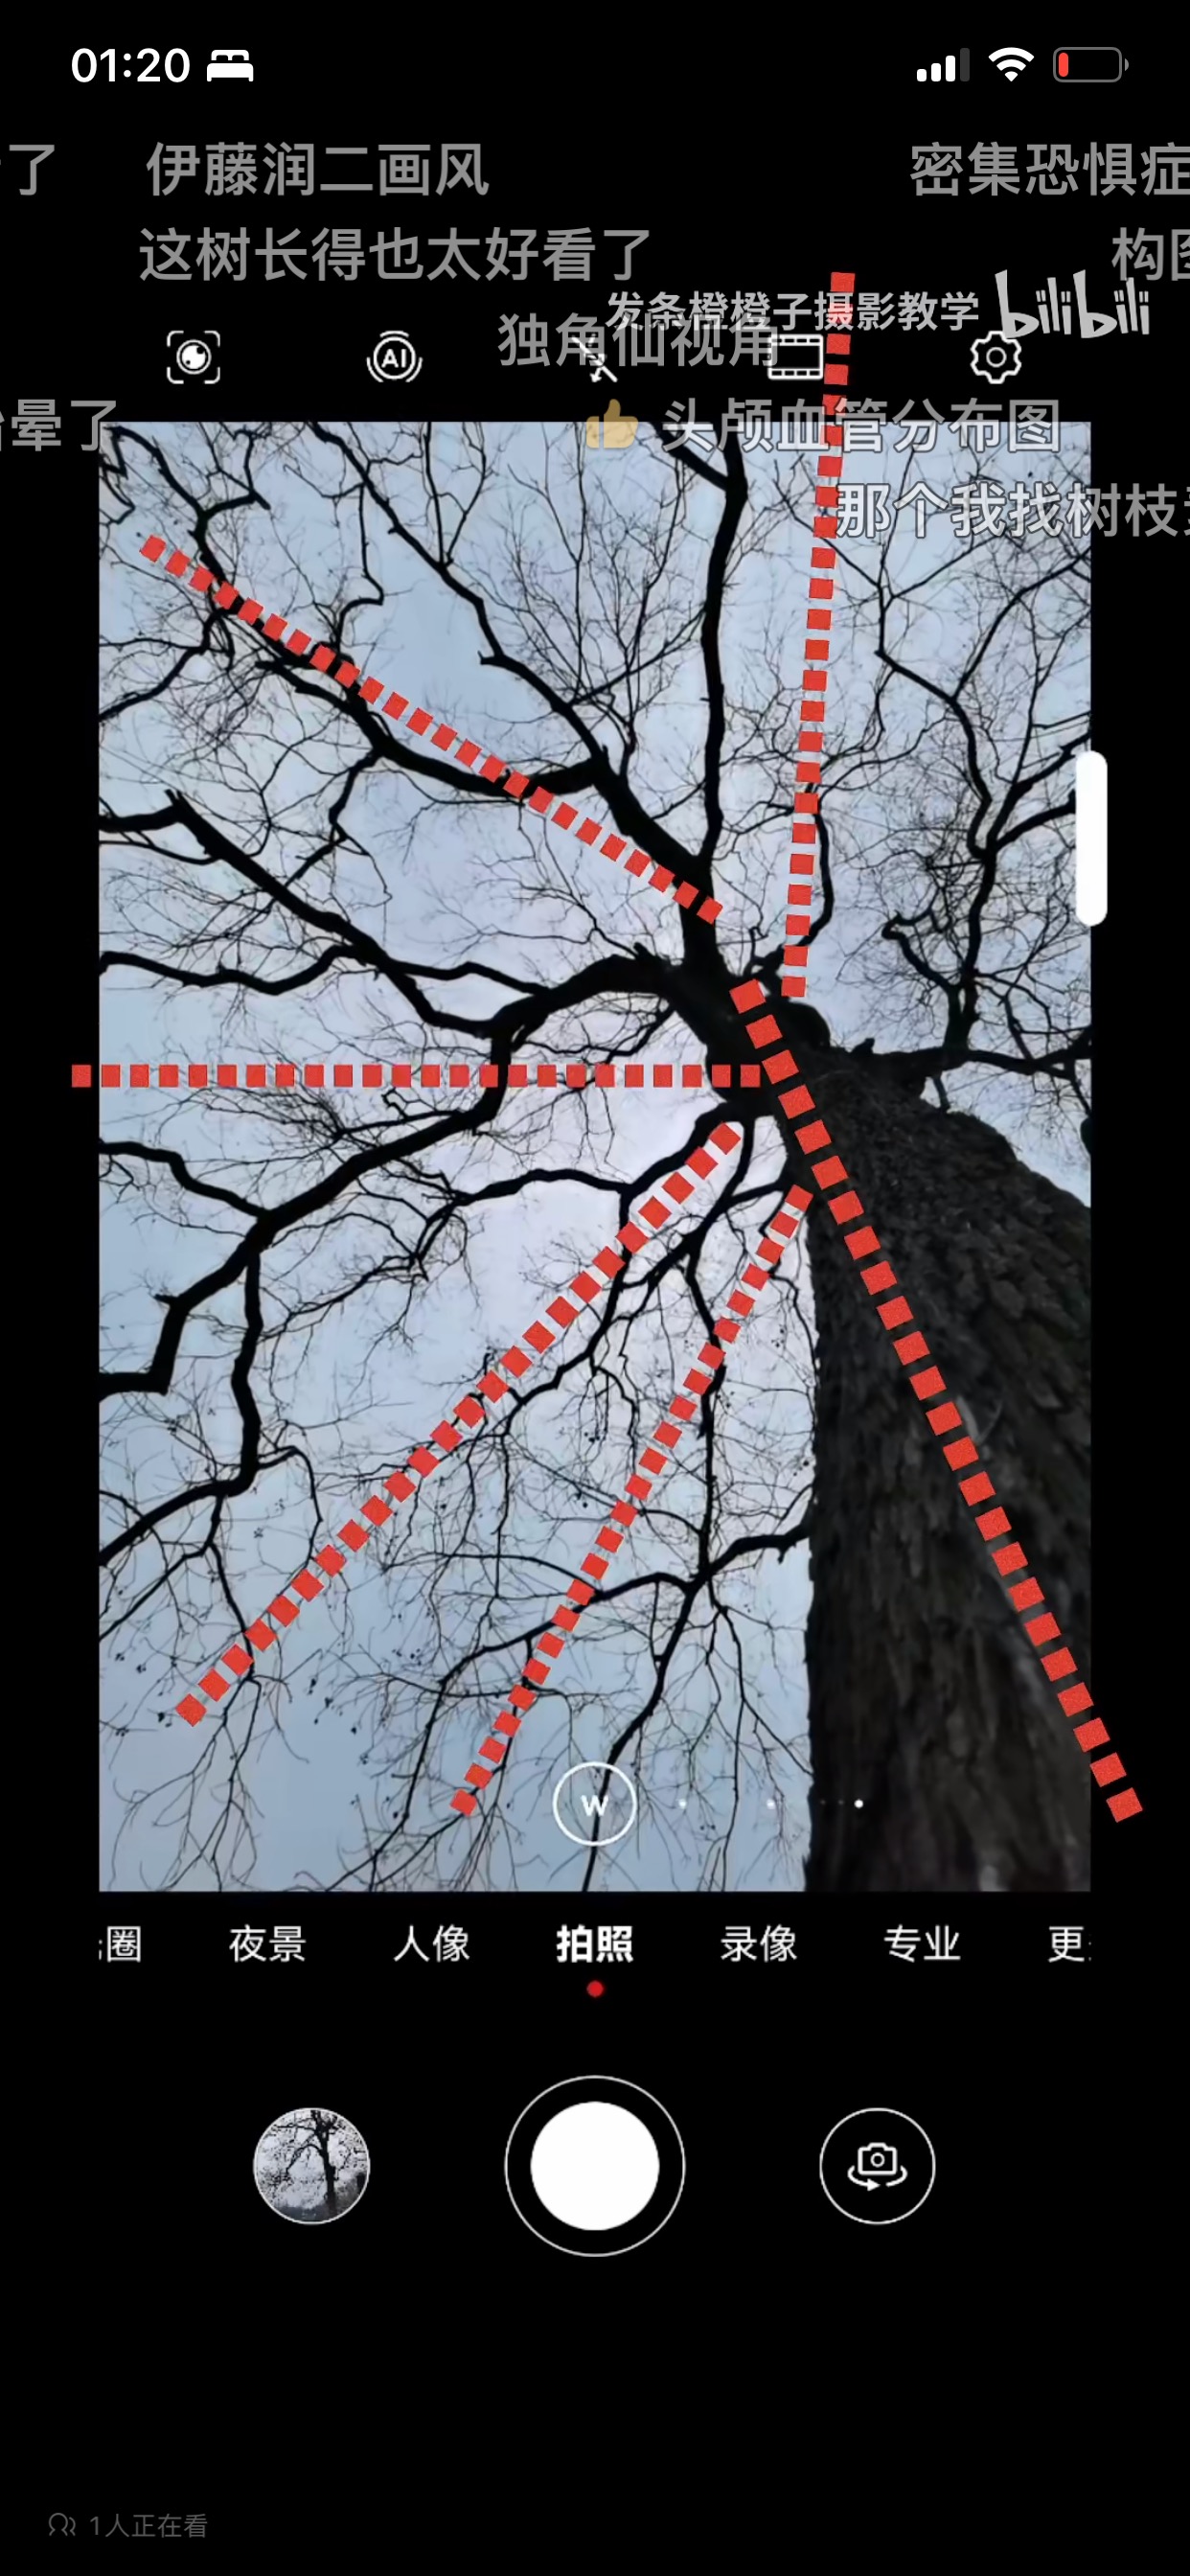 01:20
了 伊藤润二画风 密集恐惧症
这树长得也太好看了 构图
发条橙橙子摄影教学 bilibili
独角仙视角
AI
晕了 头颅血管分布图
那个我找树枝
W
圈 夜景 人像 拍照 录像 专业 更
1人正在看